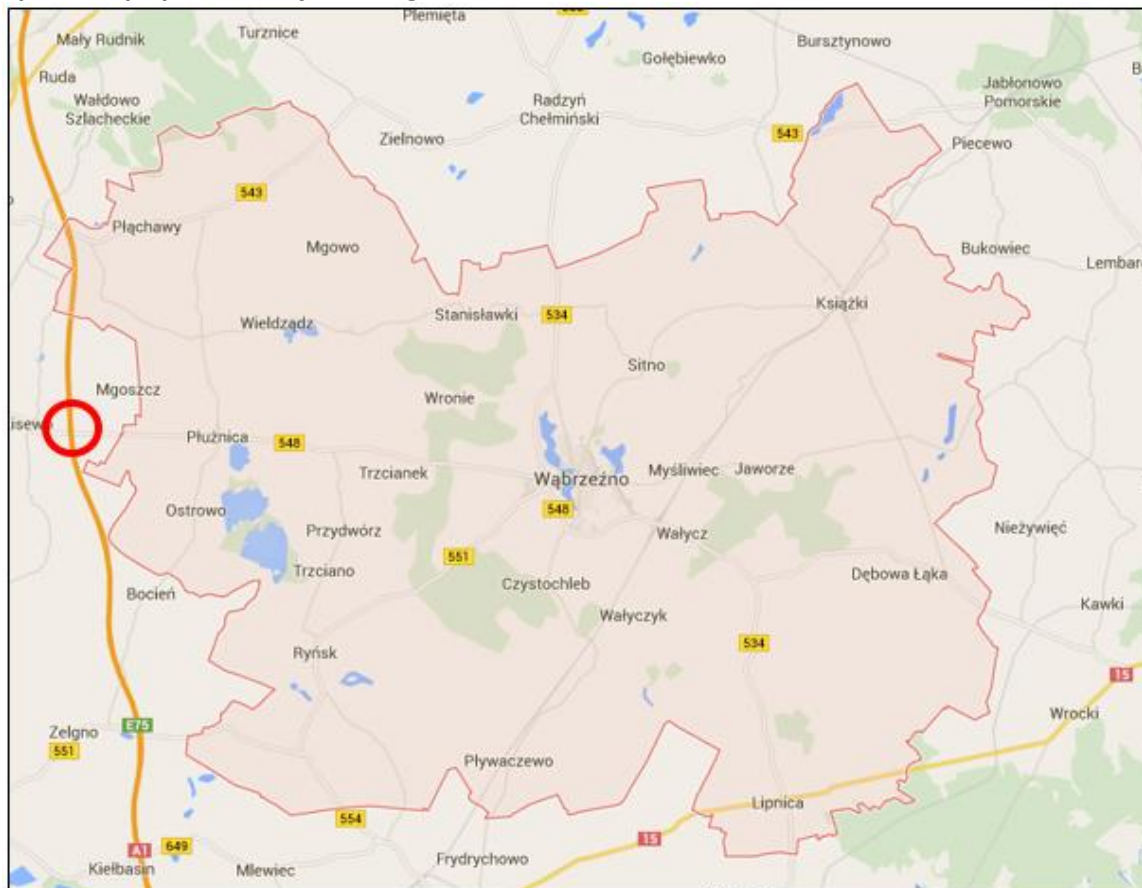 Plemięta
Mały Rudnik
Turznice
Bursztynowo
Gołębiewko
Ruda
Wałdowo
Szlacheckie
Radzyń
Chełmiński
Jabłonowo
Pomorskie
Zielnowo
543
Piecewo
543
Płąchawy
Mgowo
Bukowiec
Lembar
Książki
Wieldządz
Stanisławki
534
Sitno
Mgoszcz
Wronie
isewo
Płużnica
548
Trzcianek
Wąbrzeźno
Myśliwiec
Jaworze
548
Ostrowo
Przydwórz
Wałycz
Nieżywięć
551
Trzciano
Czystochleb
Dębowa Łąka
Bocień
Wałyczyk
Kawki
Ryńsk
534
15
Wrocki
E75
Zelgno
551
Pływaczewo
Lipnica
554
15
A1
649
Kiełbasin
Mlewiec
Frydrychowo